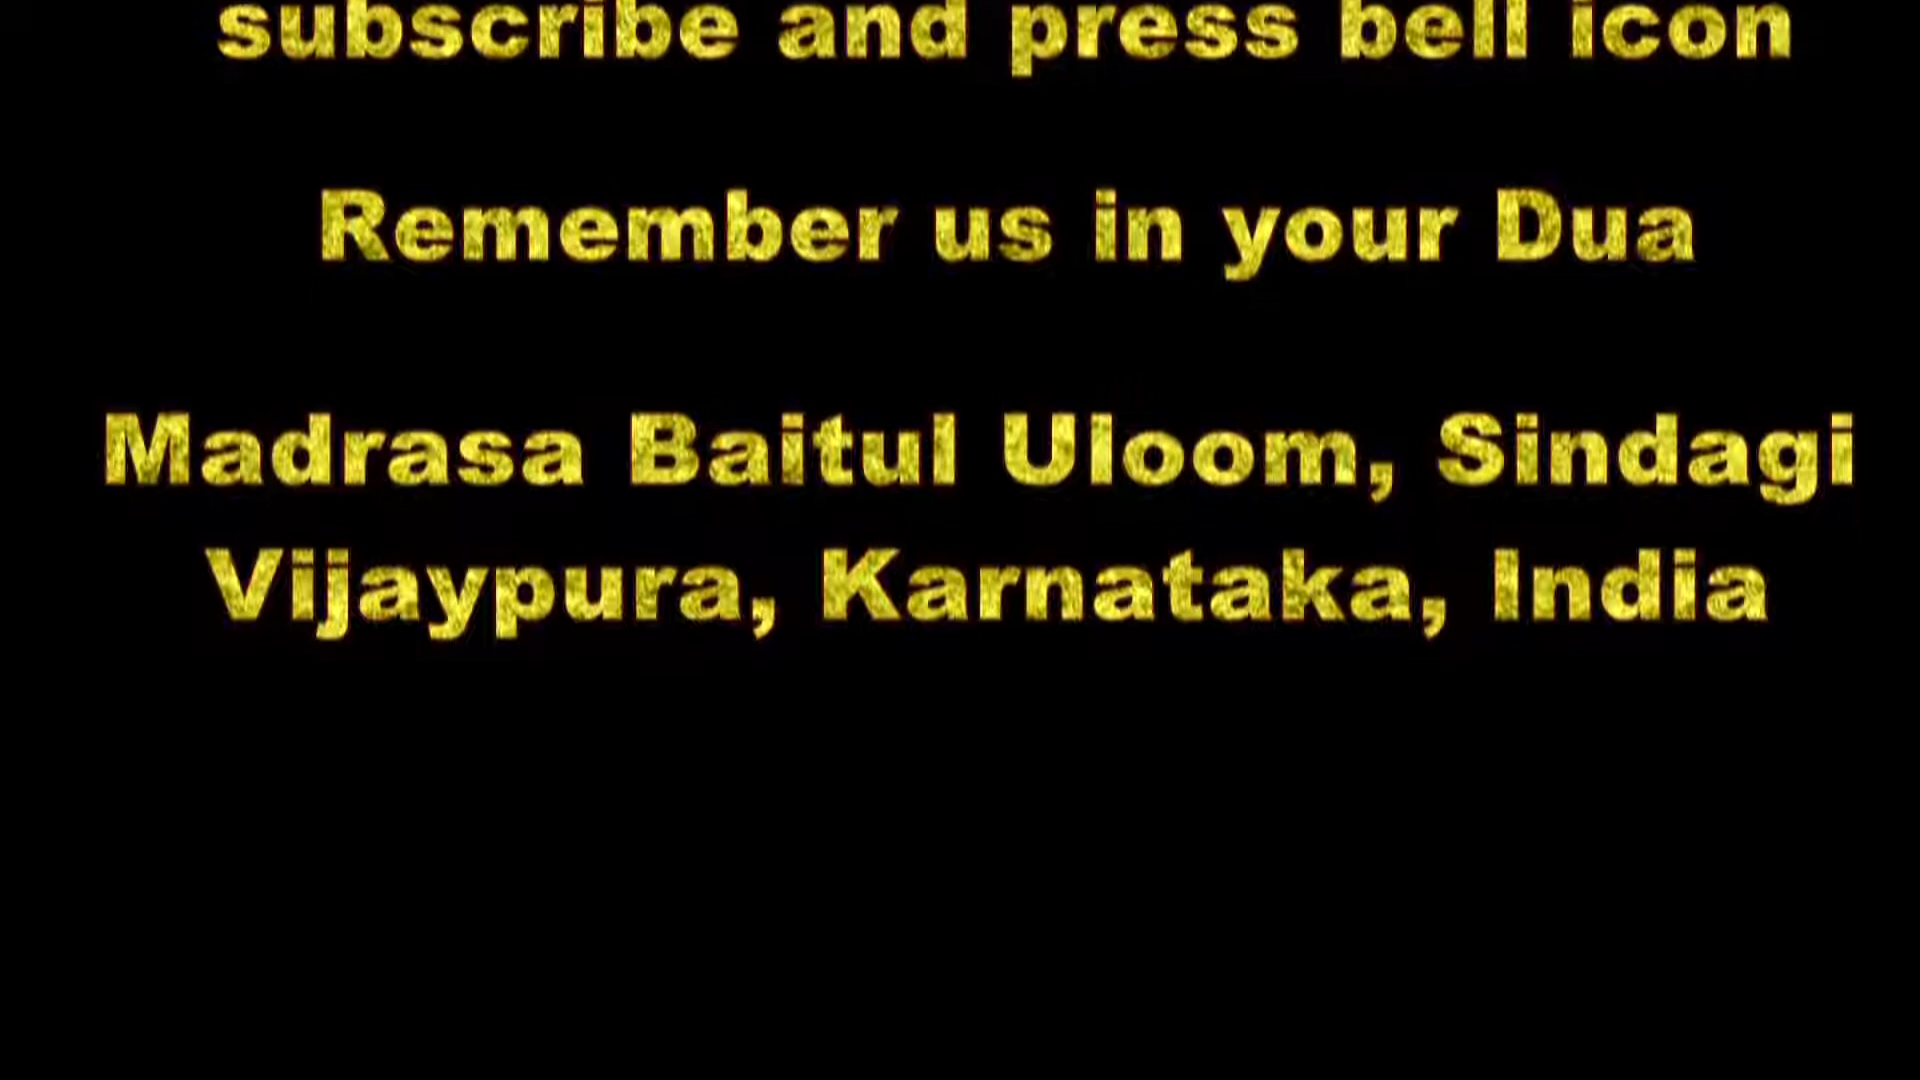 subscribe and press bell icon
Remember us in your Dua
Madrasa Baitul Uloom, Sindagi
Vijaypura, Karnataka, India